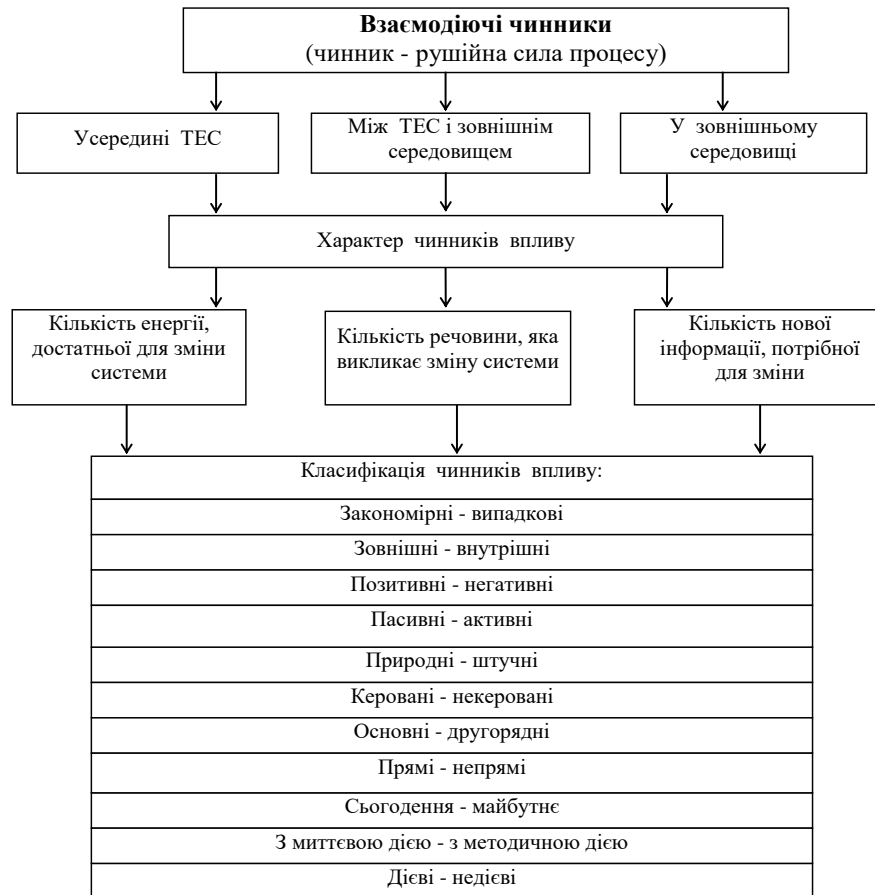 Взаємодіючі чинники
(чинник - рушійна сила процесу)
Усередині ТЕС
Між ТЕС і зовнішнім
середовищем
У зовнішньому
середовищі
Характер чинників впливу
Кількість енергії,
достатньої для зміни
системи
Кількість речовини, яка
викликає зміну системи
Кількість нової
інформації, потрібної
для зміни
Класифікація чинників впливу:
Закономірні - випадкові
Зовнішні - внутрішні
Позитивні - негативні
Пасивні - активні
Природні - штучні
Керовані - некеровані
Основні - другорядні
Прямі - непрямі
Сьогодення - майбутнє
З миттєвою дією - з методичною дією
Дієві - недієві